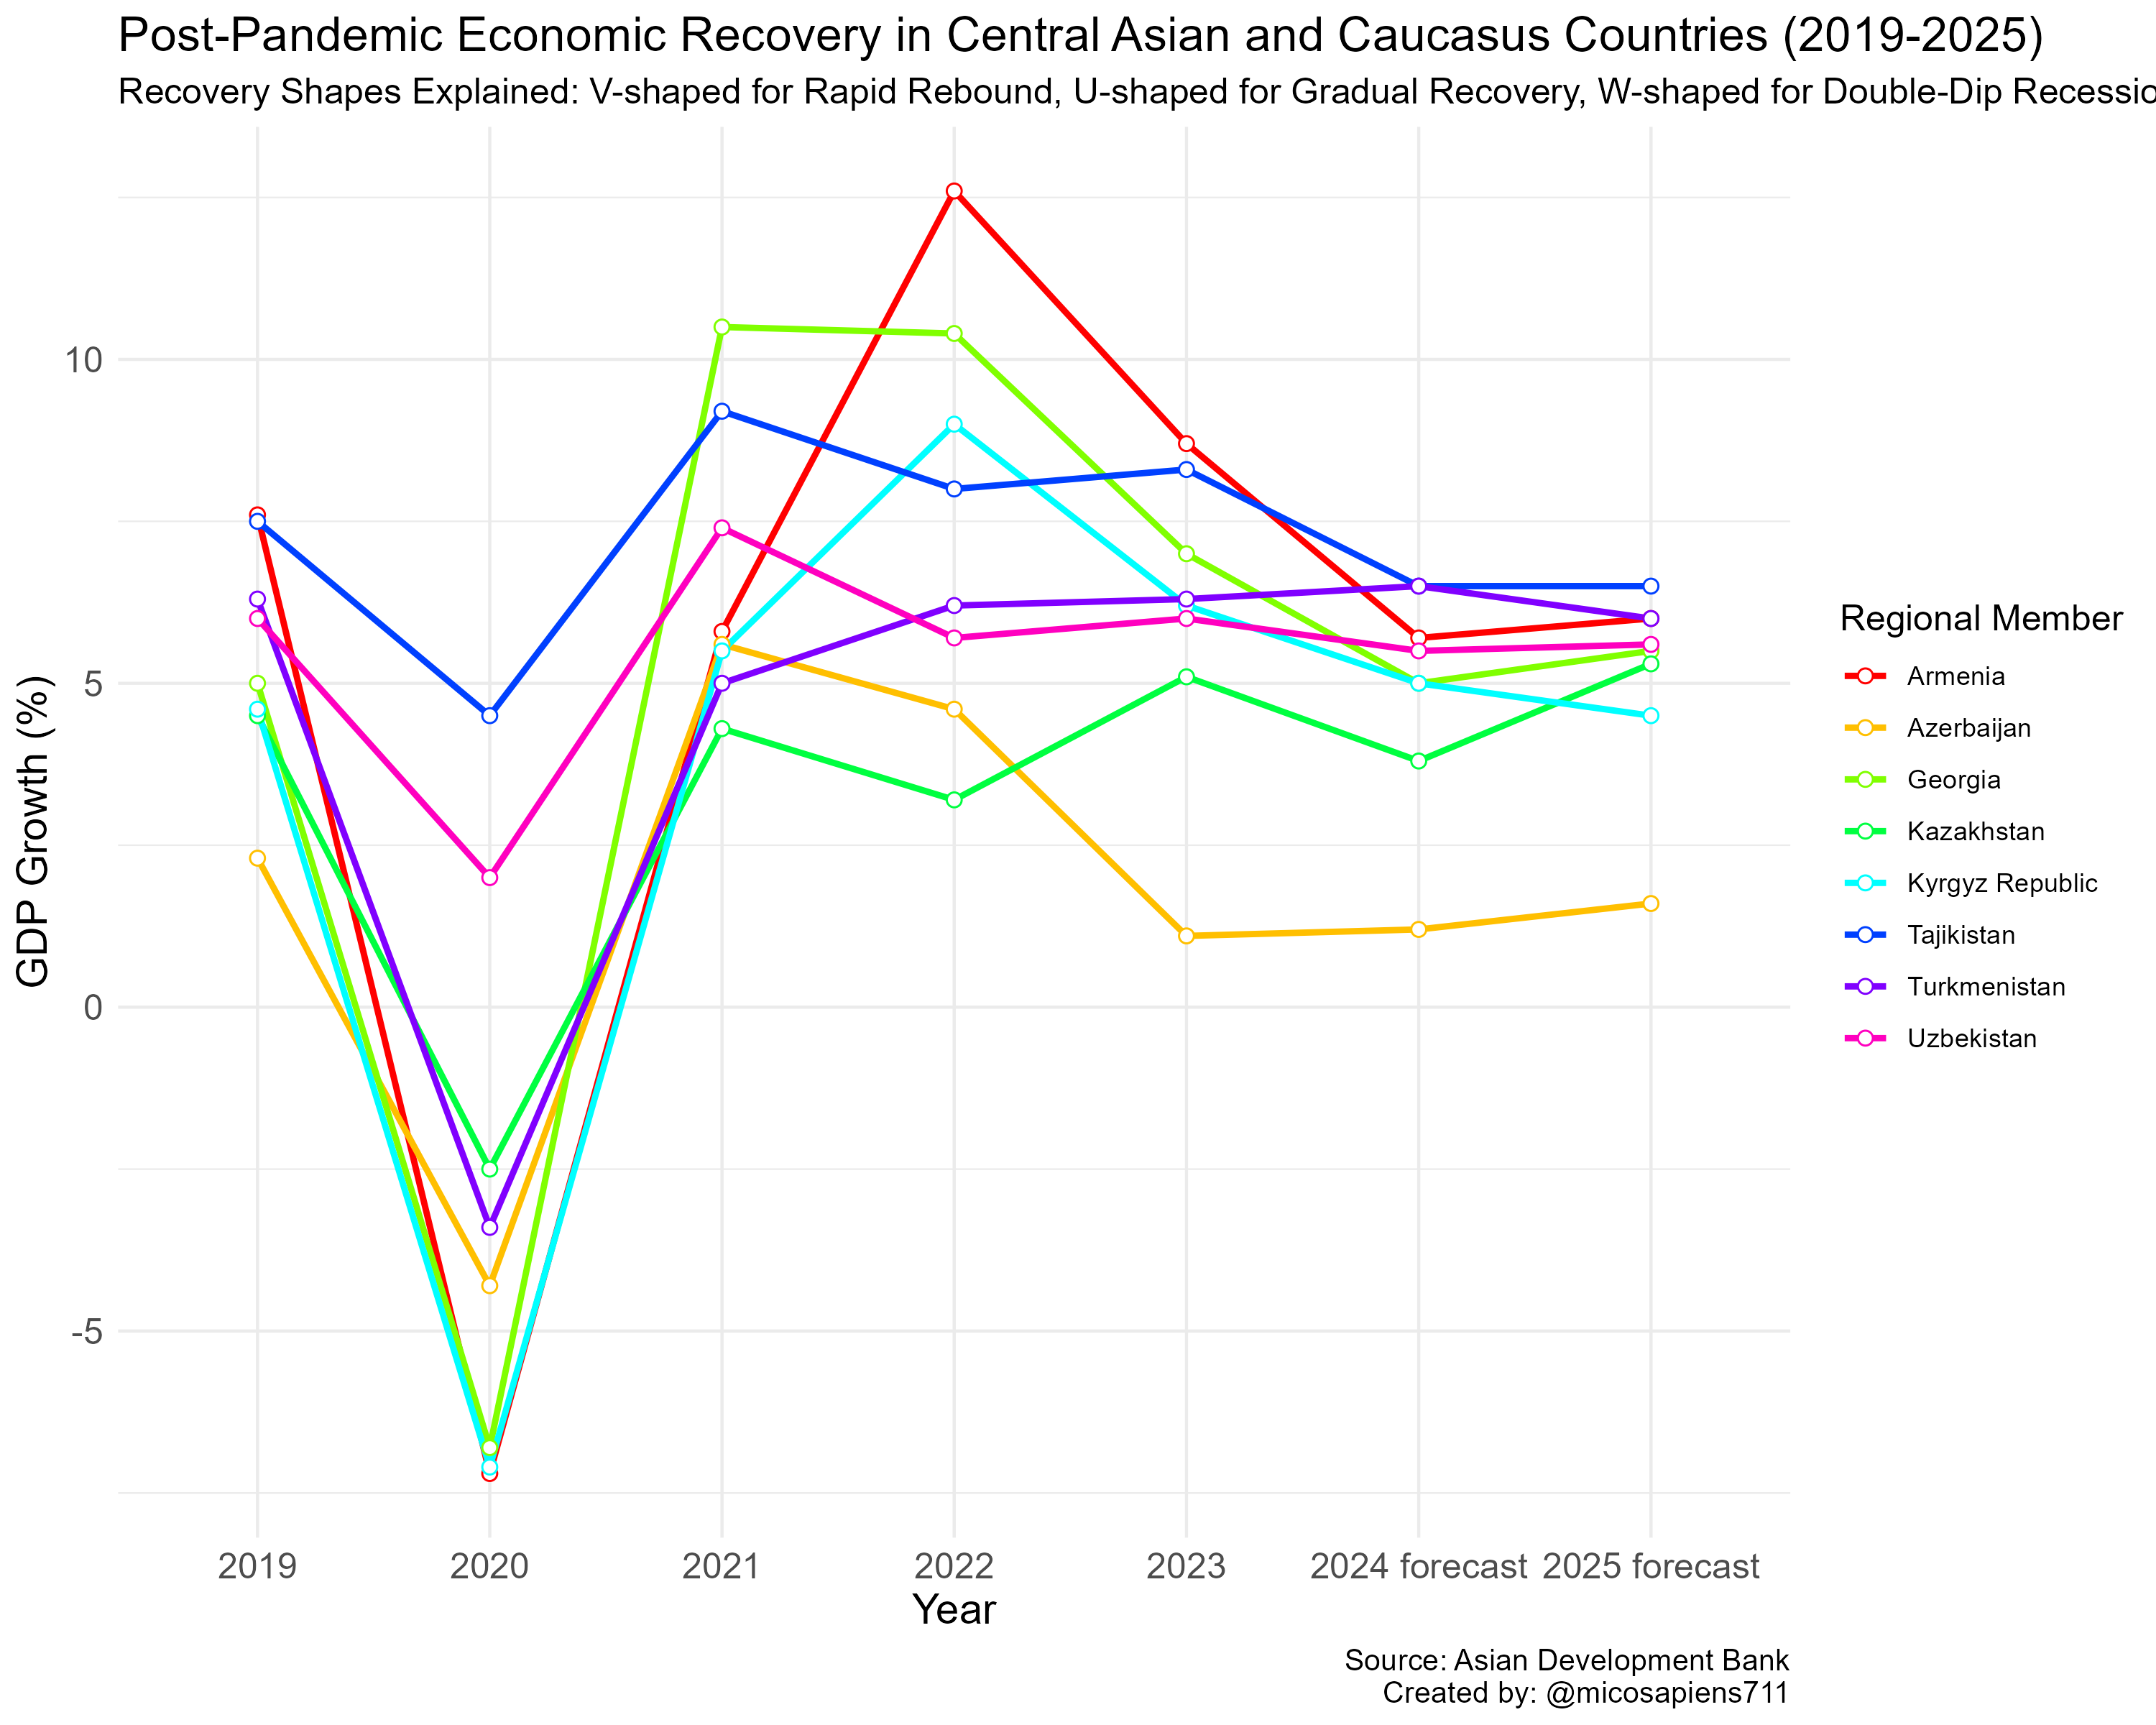 Post-Pandemic Economic Recovery in Central Asian and Caucasus Countries (2019-2025)
Recovery Shapes Explained: V-shaped for Rapid Rebound, U-shaped for Gradual Recovery, W-shaped for Double-Dip Recessio
10
5
0
-5
GDP Growth (%)
2019 2020 2021 2022 2023 2024 forecast 2025 forecast
Year
Regional Member
Armenia
Azerbaijan
Georgia
Kazakhstan
Kyrgyz Republic
Tajikistan
Turkmenistan
Uzbekistan
Source: Asian Development Bank
Created by: @micosapiens711